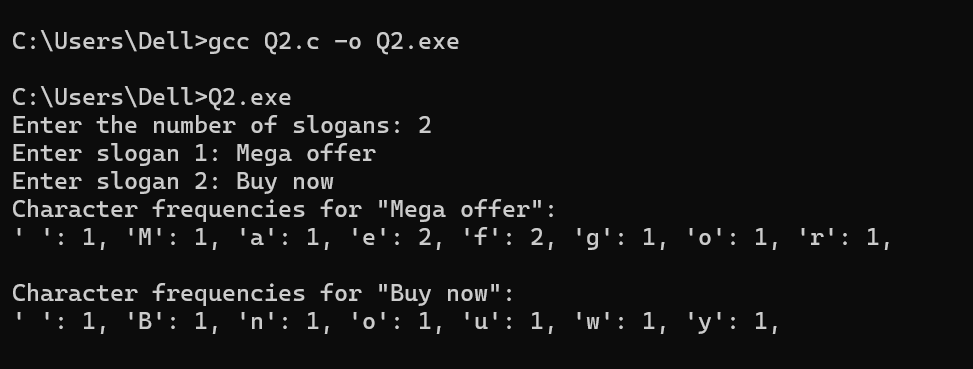 C:\Users\Dell>gcc Q2.c -o Q2.exe
C:\Users\Dell>Q2.exe
Enter the number of slogans: 2
Enter slogan 1: Mega offer
Enter slogan 2: Buy now
Character frequencies for "Mega offer":
' ': 1, 'M': 1, 'a': 1, 'e': 2, 'f': 2, 'g': 1, 'o': 1, 'r': 1,
Character frequencies for "Buy now":
' ': 1, 'B': 1, 'n': 1, 'o': 1, 'u': 1, 'w': 1, 'y': 1,